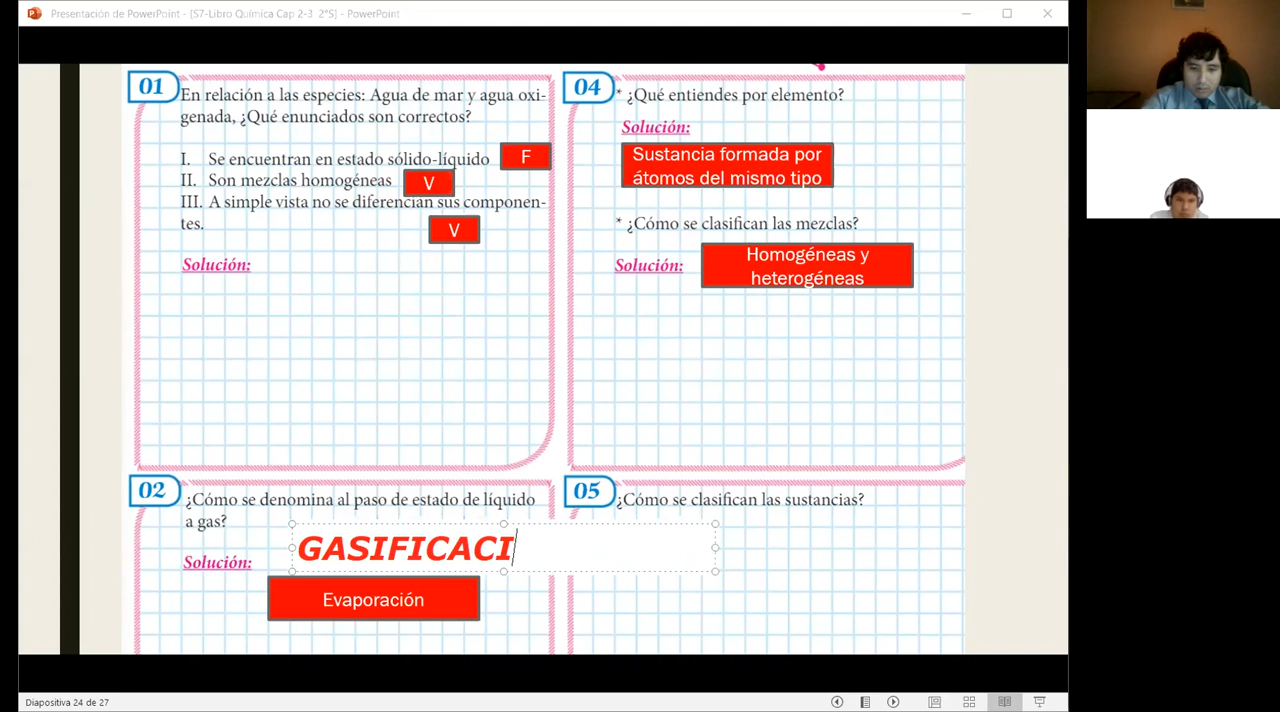 Presentación de PowerPoint - [S7-Libro Química Cap 2-3 2°S] - PowerPoint
01
En relación a las especies: Agua de mar y agua oxi-
genada, ¿Qué enunciados son correctos?
I. Se encuentran en estado sólido-líquido F
II. Son mezclas homogéneas V
III. A simple vista no se diferencian sus componen-
tes. V
Solución:
04
* ¿Qué entiendes por elemento?
Solución:
Sustancia formada por
átomos del mismo tipo
* ¿Cómo se clasifican las mezclas?
Solución: Homogéneas y
heterogéneas
02
¿Cómo se denomina al paso de estado de líquido
a gas?
GASIFICACI
Solución:
Evaporación
05
¿Cómo se clasifican las sustancias?
Diapositiva 24 de 27